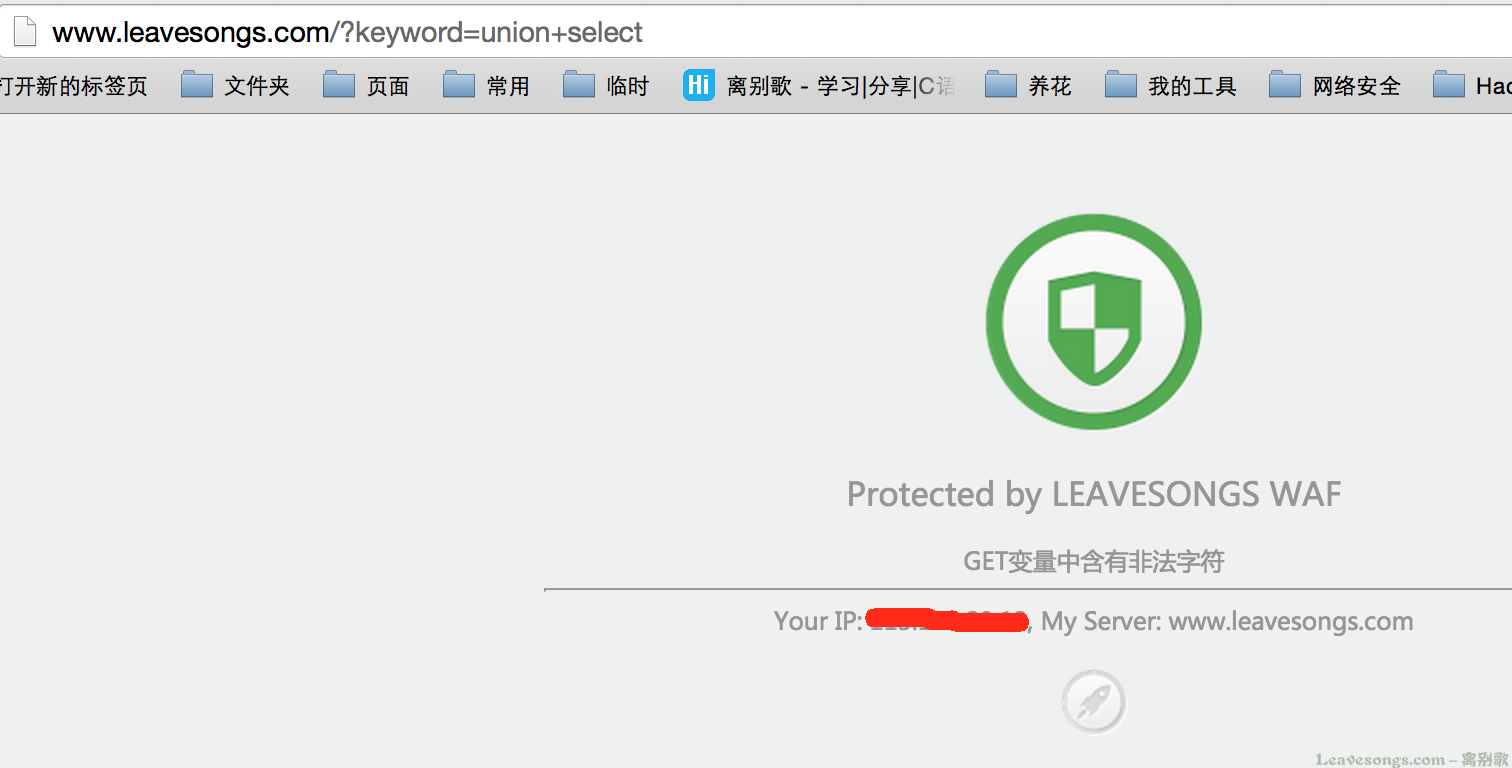 www.leavesongs.com/?keyword=union+select
打开新的标签页 文件夹 页面 常用 临时 Hi 离别歌 - 学习|分享|C语 养花 我的工具 网络安全
Protected by LEAVESONGS WAF
GET变量中含有非法字符
Your IP: , My Server: www.leavesongs.com
Leavesongs.com - 离别歌